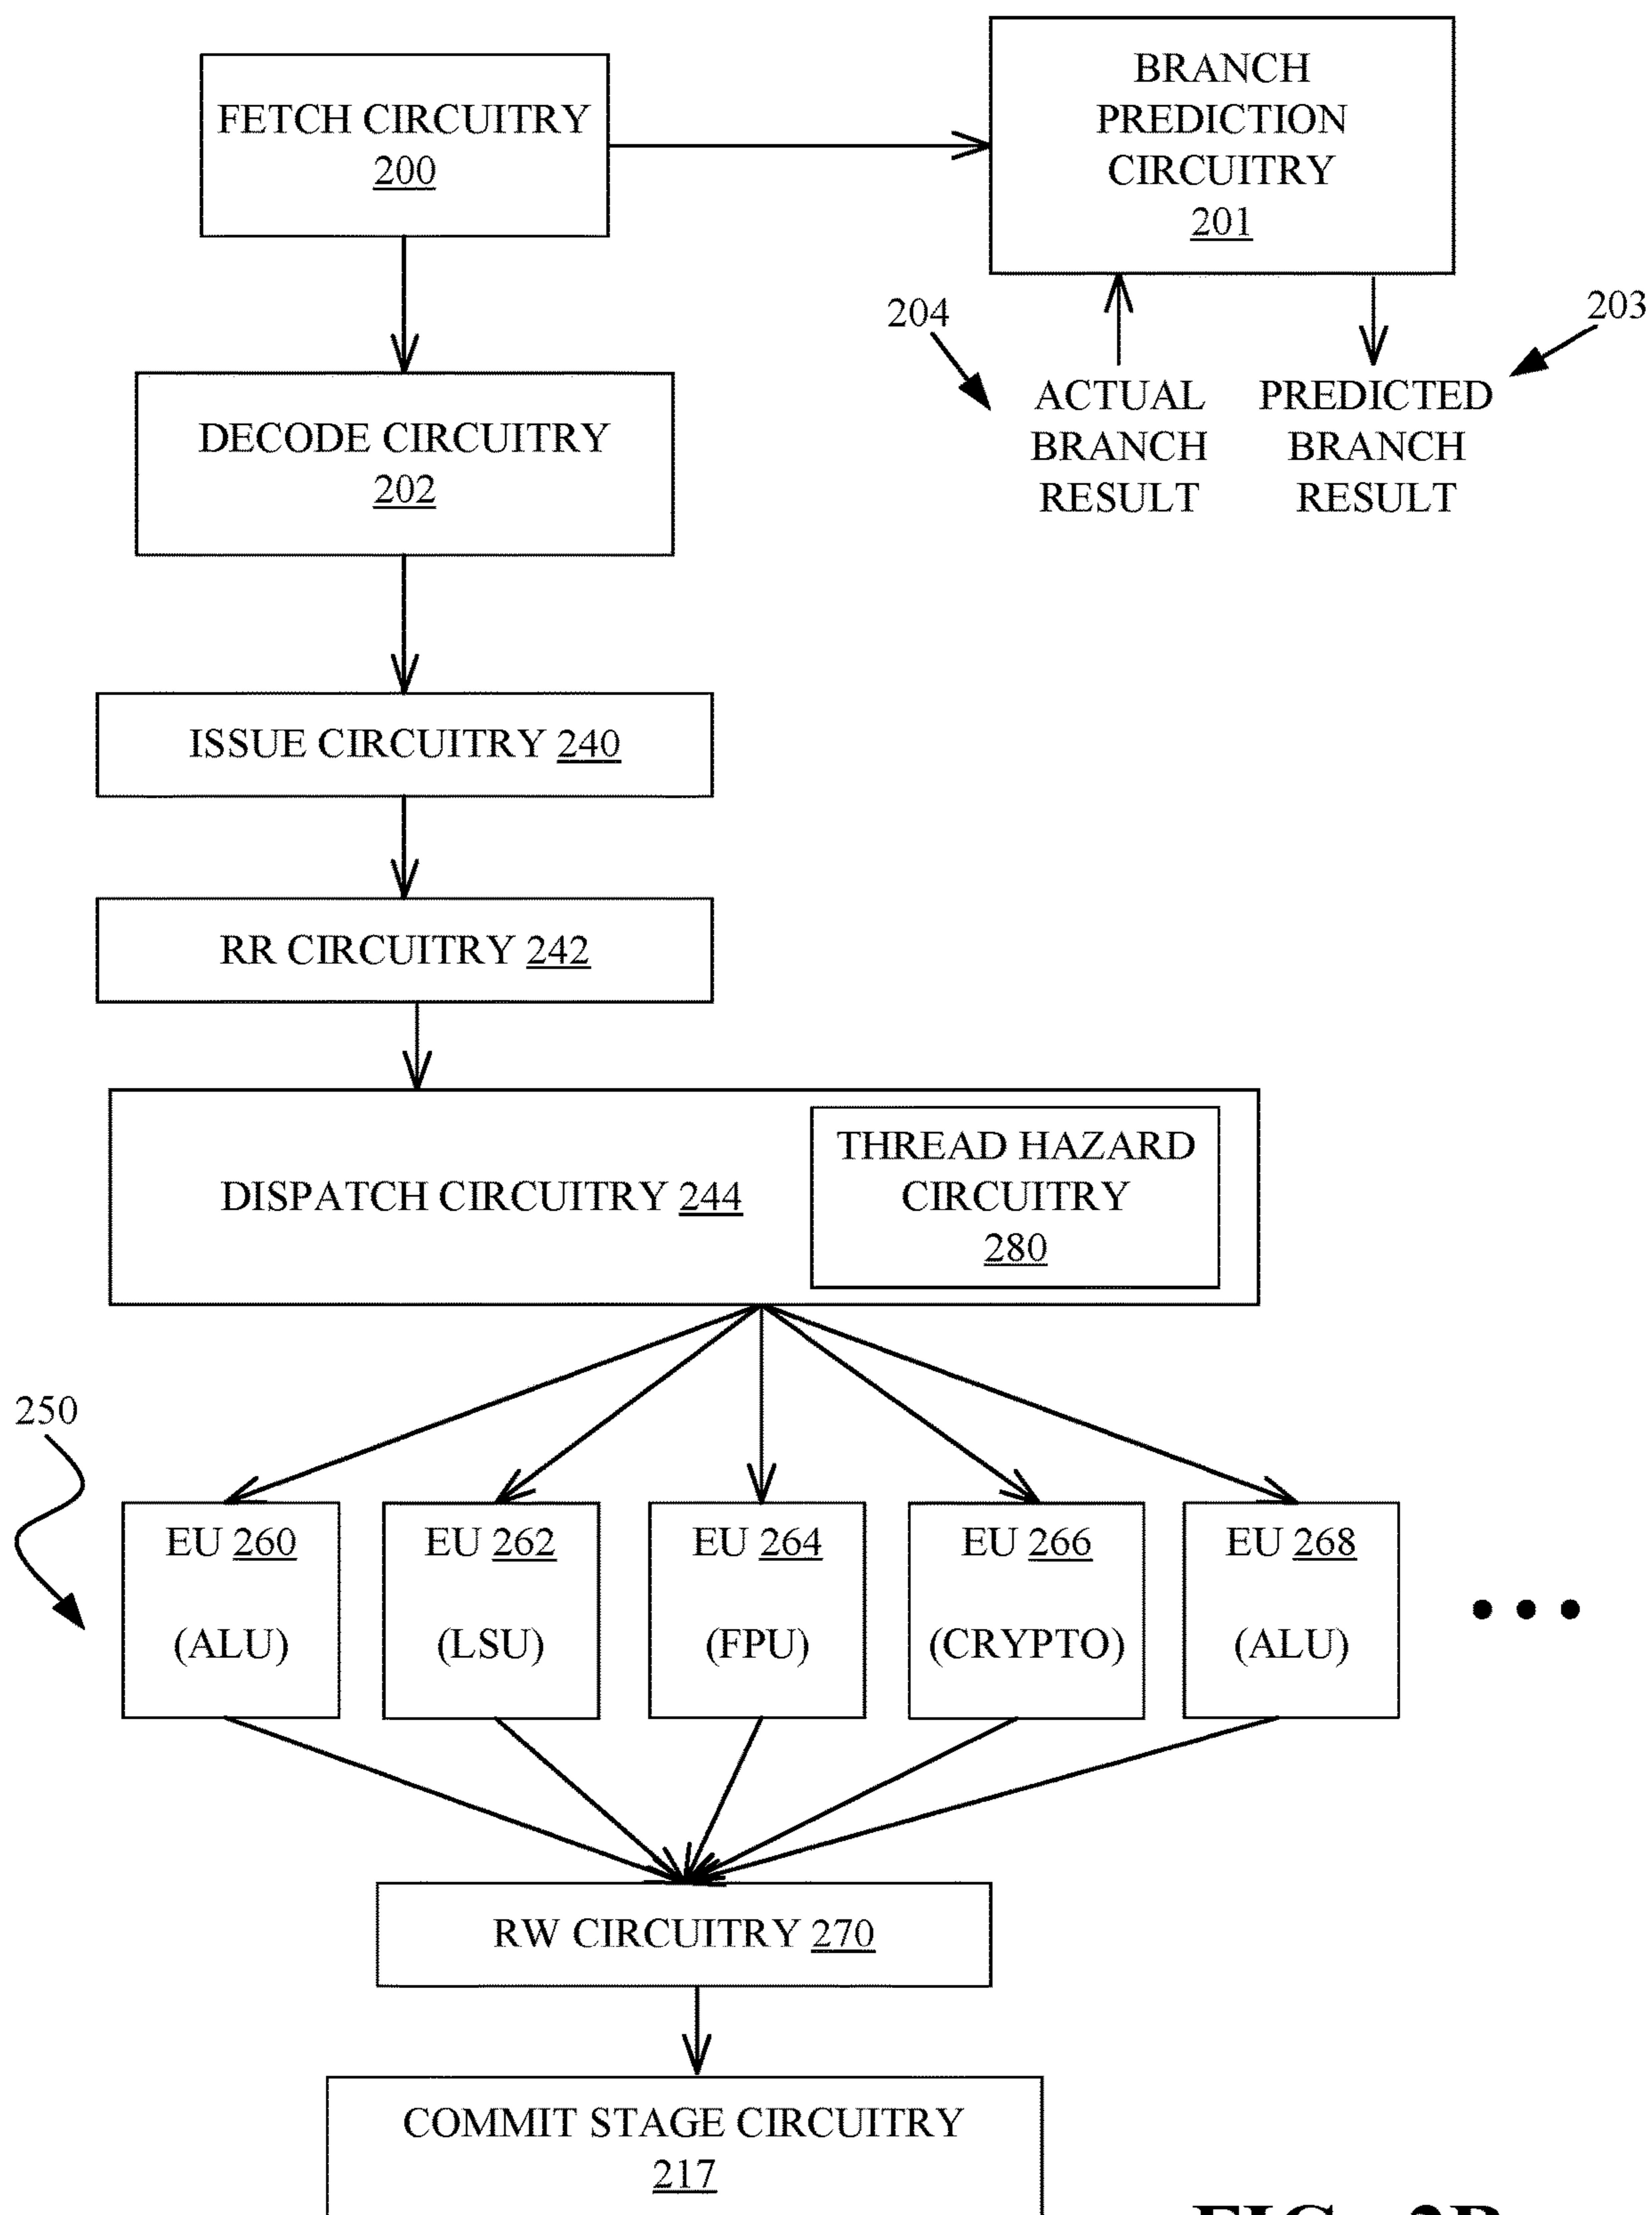 FETCH CIRCUITRY
200
BRANCH
PREDICTION
CIRCUITRY
201
204
203
ACTUAL
BRANCH
RESULT
PREDICTED
BRANCH
RESULT
DECODE CIRCUITRY
202
ISSUE CIRCUITRY 240
RR CIRCUITRY 242
DISPATCH CIRCUITRY 244
THREAD HAZARD
CIRCUITRY
280
250
EU 260
(ALU)
EU 262
(LSU)
EU 264
(FPU)
EU 266
(CRYPTO)
EU 268
(ALU)
• • •
RW CIRCUITRY 270
COMMIT STAGE CIRCUITRY
217